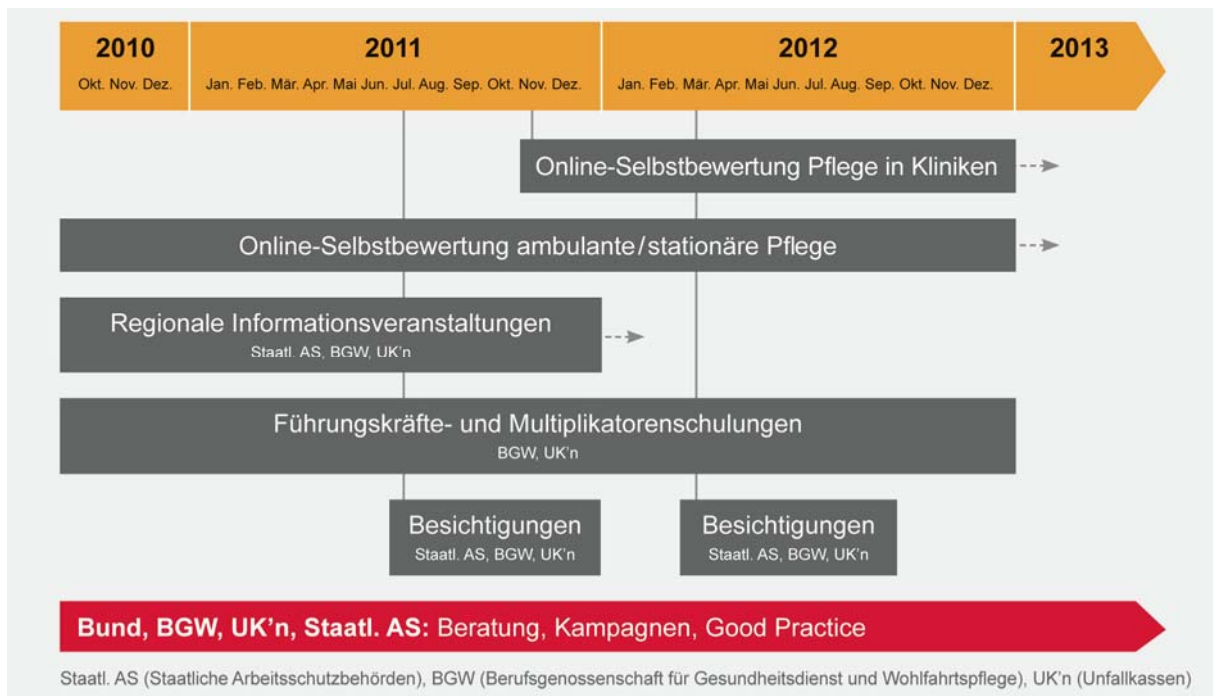 2010 2011 2012 2013
Okt. Nov. Dez. Jan. Feb. Mär. Apr. Mai Jun. Jul. Aug. Sep. Okt. Nov. Dez. Jan. Feb. Mär. Apr. Mai Jun. Jul. Aug. Sep. Okt. Nov. Dez.
Online-Selbstbewertung Pflege in Kliniken
Online-Selbstbewertung ambulante/stationäre Pflege
Regionale Informationsveranstaltungen
Staatl. AS, BGW, UK’n
Führungskräfte- und Multiplikatorenschulungen
BGW, UK’n
Besichtigungen
Staatl. AS, BGW, UK’n
Besichtigungen
Staatl. AS, BGW, UK’n
Bund, BGW, UK’n, Staatl. AS: Beratung, Kampagnen, Good Practice
Staatl. AS (Staatliche Arbeitsschutzbehörden), BGW (Berufsgenossenschaft für Gesundheitsdienst und Wohlfahrtspflege), UK’n (Unfallkassen)